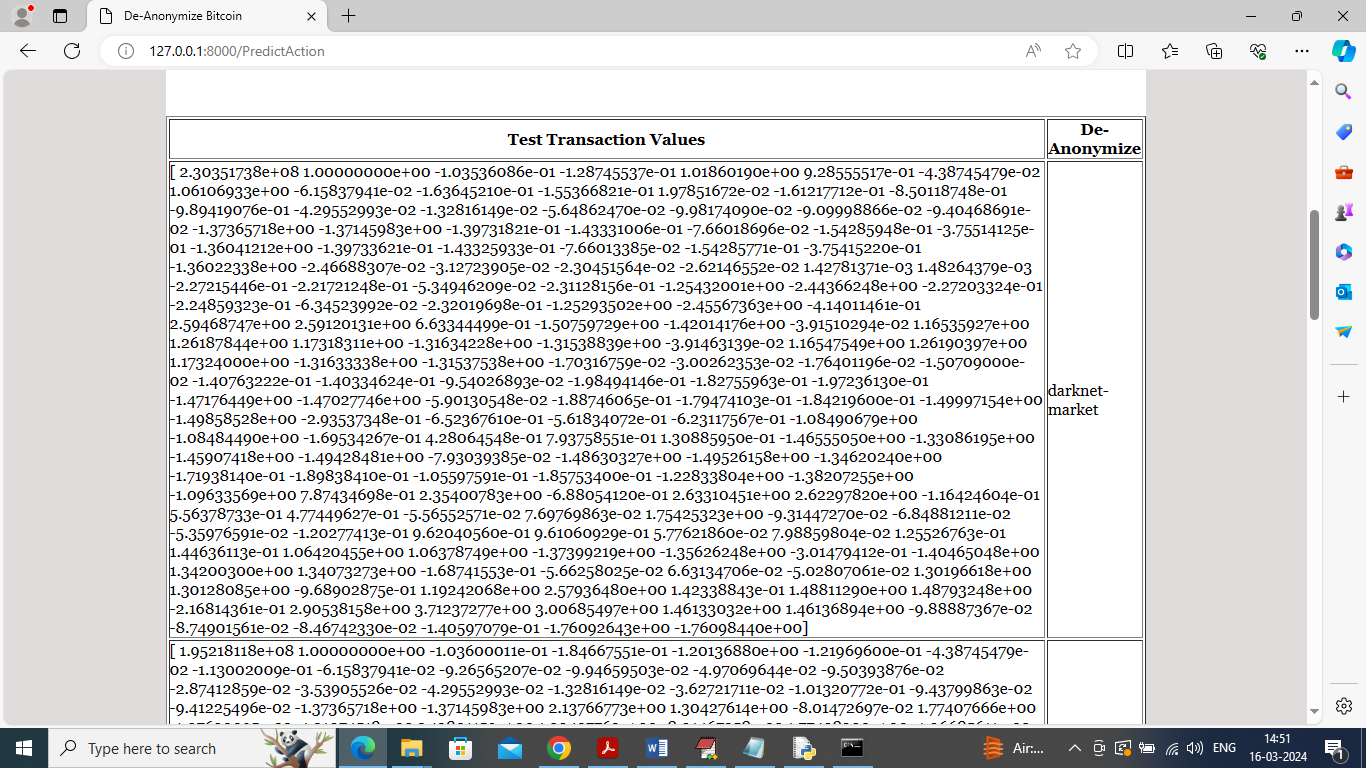 De-Anonymize Bitcoin
127.0.0.1:8000/PredictAction
Test Transaction Values
De-
Anonymize
[ 2.30351738e+08 1.00000000e+00 -1.03536086e-01 -1.28745537e-01 1.01860190e+00 9.28555517e-01 -4.38745479e-02
1.06106933e+00 -6.15837941e-02 -1.63645210e-01 -1.55366821e-01 1.97851672e-02 -1.61217712e-01 -8.50118748e-01
-9.89419076e-01 -4.29552993e-02 -1.32816149e-02 -5.64862470e-02 -9.98174090e-02 -9.09998866e-02 -9.40468691e-
02 -1.37365718e+00 -1.37145983e+00 -1.39731821e-01 -1.43331006e-01 -7.66018696e-02 -1.54285948e-01 -3.75514125e-
01 -1.36041212e+00 -1.39733621e-01 -1.43325933e-01 -7.66013385e-02 -1.54285771e-01 -3.75415220e-01
-1.36022338e+00 -2.46688307e-02 -3.12723905e-02 -2.30451564e-02 -2.62146552e-02 1.42781371e-03 1.48264379e-03
-2.27215446e-01 -2.21721248e-01 -5.34946209e-02 -2.31128156e-01 -1.25432001e+00 -2.44366248e+00 -2.27203324e-01
-2.24859323e-01 -6.34523992e-02 -2.32019698e-01 -1.25293502e+00 -2.45567363e+00 -4.14011461e-01
2.59468747e+00 2.59120131e+00 6.63344499e-01 -1.50759729e+00 -1.42014176e+00 -3.91510294e-02 1.16535927e+00
1.26187844e+00 1.17318311e+00 -1.31634228e+00 -1.31538839e+00 -3.91463139e-02 1.16547549e+00 1.26190397e+00
1.17324000e+00 -1.31633338e+00 -1.31537538e+00 -1.70316759e-02 -3.00262353e-02 -1.76401196e-02 -1.50709000e-
02 -1.40763222e-01 -1.40334624e-01 -9.54026893e-02 -1.98494146e-01 -1.82755963e-01 -1.97236130e-01
-1.47176449e+00 -1.47027746e+00 -5.90130548e-02 -1.88746065e-01 -1.79474103e-01 -1.84219600e-01 -1.49997154e+00
-1.49858528e+00 -2.93537348e-01 -6.52367610e-02 -5.61834072e-01 -6.23117567e-01 -1.08490679e+00
-1.08484490e+00 -1.69534267e-01 4.28064548e-01 7.93758551e-01 1.30885950e-01 -1.46555050e+00 -1.33086195e+00
-1.45907418e+00 -1.49428481e+00 -7.93039385e-02 -1.48630327e+00 -1.49526158e+00 -1.34620240e+00
-1.71938140e-01 -1.89838410e-01 -1.05597591e-01 -1.85753400e-01 -1.22833804e+00 -1.38207255e+00
-1.09633569e+00 7.87434698e-01 2.35400783e+00 -6.88054120e-01 2.63310451e+00 2.62297820e+00 -1.16424604e-01
5.56378733e-01 4.77449627e-01 -5.56552571e-02 7.69769863e-02 1.75425323e+00 -9.31447270e-02 -6.84881211e-02
-5.35976591e-02 -1.20277413e-01 9.62040560e-01 9.61060929e-01 5.77621860e-02 7.98859804e-02 1.25526763e-01
1.44636113e-01 1.06420455e+00 1.06378749e+00 -1.37399219e+00 -1.35626248e+00 -3.01479412e-01 -1.40465048e+00
1.34200300e+00 1.34073273e+00 -1.68741553e-01 -5.66258025e-02 6.63134706e-02 -5.02807061e-02 1.30196618e+00
1.30128085e+00 -9.68902875e-01 1.19242068e+00 2.57936480e+00 1.42338843e-01 1.48811290e+00 1.48793248e+00
-2.16814361e-01 2.90538158e+00 3.71237277e+00 3.00685497e+00 1.46133032e+00 1.46136894e+00 -9.88887367e-02
-8.74901561e-02 -8.46742330e-02 -1.40597079e-01 -1.76092643e+00 -1.76098440e+00]
darknet-
market
[ 1.95218118e+08 1.00000000e+00 -1.03600011e-01 -1.84667551e-01 -1.20136880e+00 -1.21969600e-01 -4.38745479e-
02 -1.13002009e-01 -6.15837941e-02 -9.26565207e-02 -9.94659503e-02 -4.97069644e-02 -9.50393876e-02
-2.87412859e-02 -3.53905526e-02 -4.29552993e-02 -1.32816149e-02 -3.62721711e-02 -1.01320772e-01 -9.43799863e-02
-9.41225496e-02 -1.37365718e+00 -1.37145983e+00 2.13766773e+00 1.30427614e+00 -8.01472697e-02 1.77407666e+00
Type here to search
Air:...
ENG
14:51
16-03-2024
1